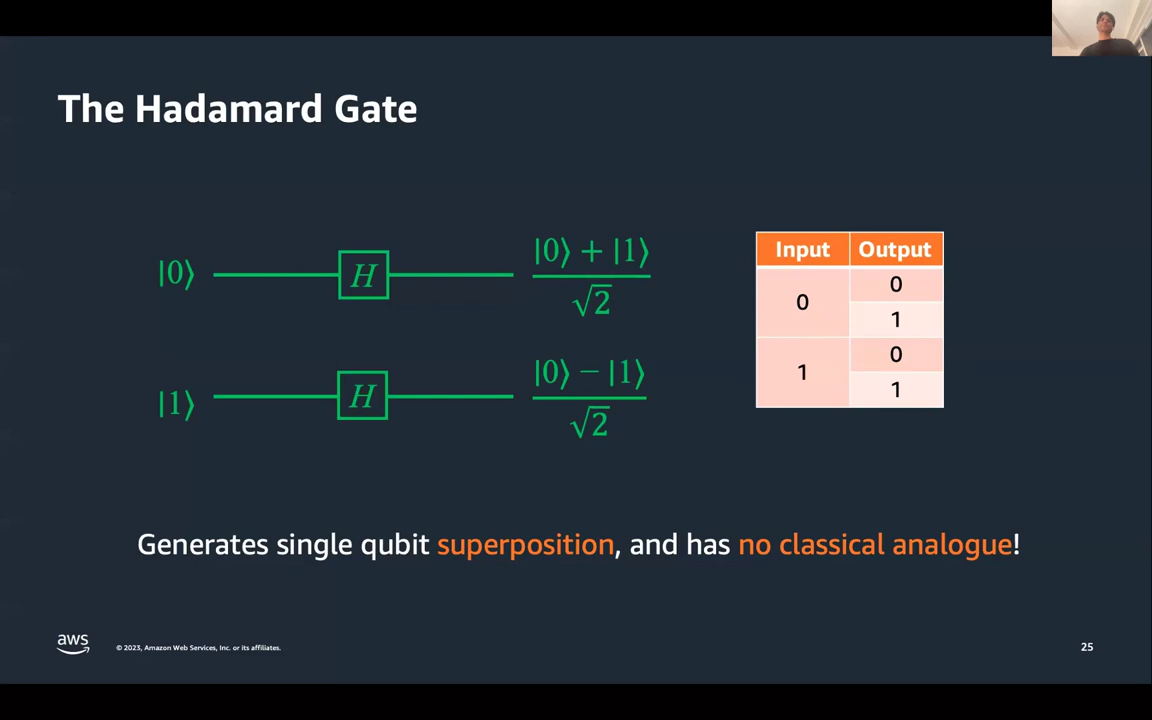 The Hadamard Gate
|0⟩ H |0⟩ + |1⟩
√2
|1⟩ H |0⟩ − |1⟩
√2
Input Output
0 0
1
1 0
1
Generates single qubit superposition, and has no classical analogue!
aws © 2023, Amazon Web Services, Inc. or its affiliates. 25